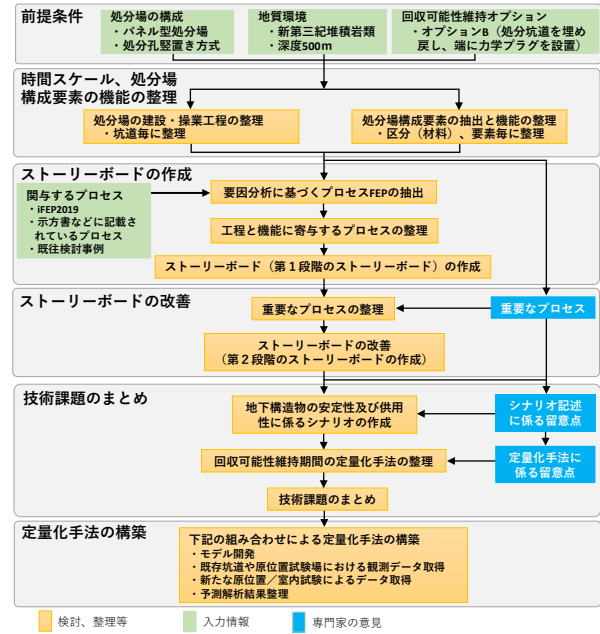 前提条件
処分場の構成
・パネル型処分場
・処分孔竪置き方式
地質環境
・新第三紀堆積岩類
・深度500m
回収可能性維持オプション
・オプションB（処分坑道を埋め
戻し、端に力学プラグを設置）
時間スケール、処分場
構成要素の機能の整理
処分場の建設・操業工程の整理
・坑道毎に整理
処分場構成要素の抽出と機能の整理
・区分（材料）、要素毎に整理
ストーリーボードの作成
関与するプロセス
・iFEP2019
・示方書などに記載さ
れているプロセス
・既往検討事例
要因分析に基づくプロセスFEPの抽出
工程と機能に寄与するプロセスの整理
ストーリーボード（第１段階のストーリーボード）の作成
ストーリーボードの改善
重要なプロセスの整理
重要なプロセス
ストーリーボードの改善
（第２段階のストーリーボードの作成）
技術課題のまとめ
地下構造物の安定性及び供用
性に係るシナリオの作成
シナリオ記述
に係る留意点
回収可能性維持期間の定量化手法の整理
定量化手法に
係る留意点
技術課題のまとめ
定量化手法の構築
下記の組み合わせによる定量化手法の構築
・モデル開発
・既存坑道や原位置試験場における観測データ取得
・新たな原位置／室内試験によるデータ取得
・予測解析結果整理
検討、整理等
入力情報
専門家の意見